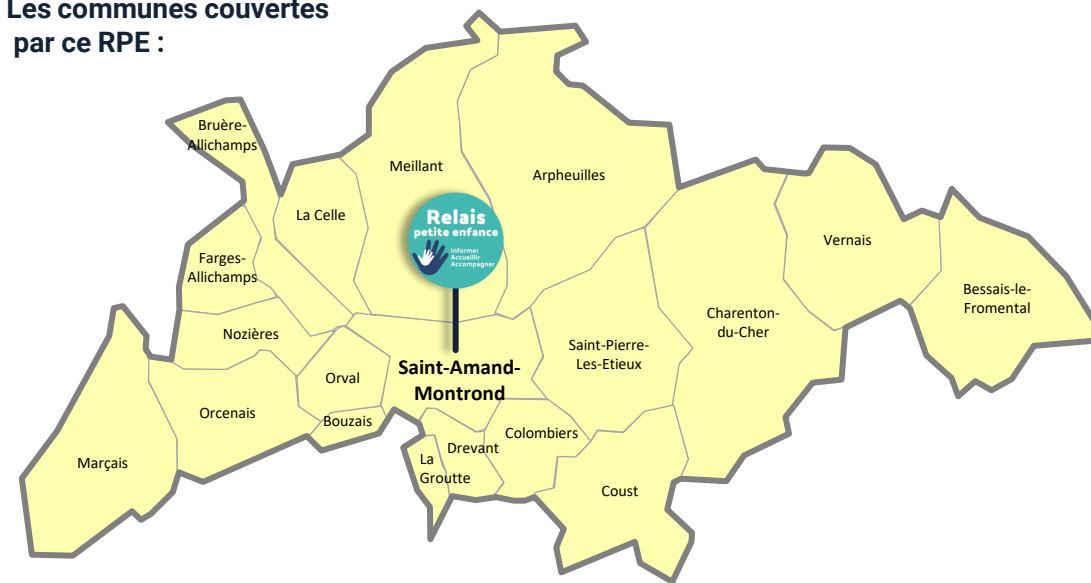 Les communes couvertes
par ce RPE :
Bruère-
Allichamps
Meillant
Arpheuilles
La Celle
Relais
petite enfance
Informer
Accueillir
Accompagner
Vernais
Farges-
Allichamps
Bessais-le-
Fromental
Charenton-
du-Cher
Nozières
Saint-Pierre-
Les-Etieux
Saint-Amand-
Montrond
Orval
Orcenais
Bouzais
Colombiers
Drevant
La
Groutte
Marçais
Coust